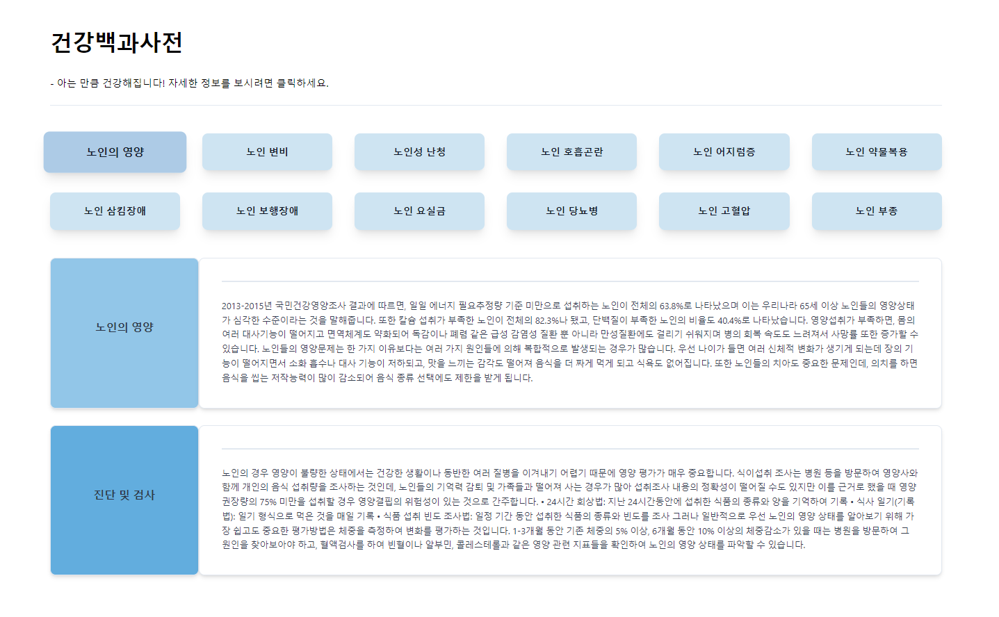 건강백과사전
- 아는 만큼 건강해집니다! 자세한 정보를 보시려면 클릭하세요.
노인의 영양
노인 변비
노인성 난청
노인 호흡곤란
노인 어지럼증
노인 약물복용
노인 삼킴장애
노인 보행장애
노인 요실금
노인 당뇨병
노인 고혈압
노인 부종
노인의 영양
2013-2015년 국민건강영양조사 결과에 따르면, 일일 에너지 필요추정량 기준 미만으로 섭취하는 노인이 전체의 63.8%로 나타났으며 이는 우리나라 65세 이상 노인들의 영양상태
가 심각한 수준이라는 것을 말해줍니다. 또한 칼슘 섭취가 부족한 노인이 전체의 82.3%나 됐고, 단백질이 부족한 노인의 비율도 40.4%로 나타났습니다. 영양섭취가 부족하면, 몸의
여러 대사기능이 떨어지고 면역체계도 약화되어 독감이나 폐렴 같은 급성 감염성 질환 뿐 아니라 만성질환에도 걸리기 쉬워지며 병의 회복 속도도 느려져서 사망률 또한 증가할 수
있습니다. 노인들의 영양문제는 한 가지 이유보다는 여러 가지 원인들에 의해 복합적으로 발생되는 경우가 많습니다. 우선 나이가 들면 여러 신체적 변화가 생기게 되는데 장의 기
능이 떨어지면서 소화 흡수나 대사 기능이 저하되고, 맛을 느끼는 감각도 떨어져 음식을 더 짜게 먹게 되고 식욕도 없어집니다. 또한 노인들의 치아도 중요한 문제인데, 의치를 하면
음식을 씹는 저작능력이 많이 감소되어 음식 종류 선택에도 제한을 받게 됩니다.
진단 및 검사
노인의 경우 영양이 불량한 상태에서는 건강한 생활이나 동반한 여러 질병을 이겨내기 어렵기 때문에 영양 평가가 매우 중요합니다. 식이섭취 조사는 병원 등을 방문하여 영양사와
함께 개인의 음식 섭취량을 조사하는 것인데, 노인들의 기억력 감퇴 및 가족들과 떨어져 사는 경우가 많아 섭취조사 내용의 정확성이 떨어질 수도 있지만 이를 근거로 했을 때 영양
권장량의 75% 미만을 섭취할 경우 영양결핍의 위험성이 있는 것으로 간주합니다. • 24시간 회상법: 지난 24시간동안에 섭취한 식품의 종류와 양을 기억하여 기록 • 식사 일기(기록
법): 일기 형식으로 먹은 것을 매일 기록 • 식품 섭취 빈도 조사법: 일정 기간 동안 섭취한 식품의 종류와 빈도를 조사 그러나 일반적으로 우선 노인의 영양 상태를 알아보기 위해 가
장 쉽고도 중요한 평가방법은 체중을 측정하여 변화를 평가하는 것입니다. 1-3개월 동안 기존 체중의 5% 이상, 6개월 동안 10% 이상의 체중감소가 있을 때는 병원을 방문하여 그
원인을 찾아보아야 하고, 혈액검사를 하여 빈혈이나 알부민, 콜레스테롤과 같은 영양 관련 지표들을 확인하여 노인의 영양 상태를 파악할 수 있습니다.